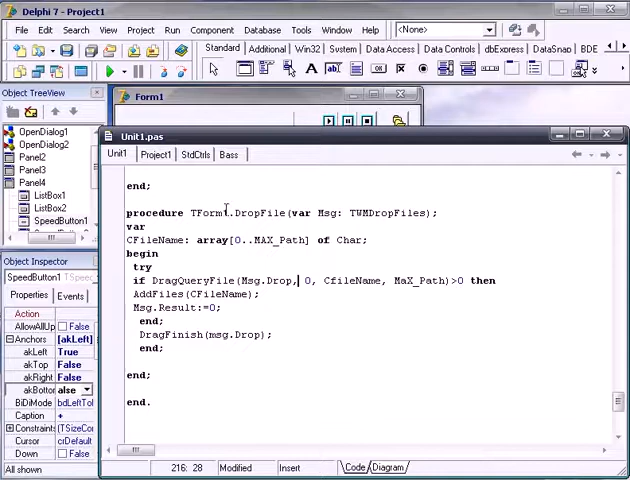 Delphi 7 - Project1
File Edit Search View Project Run Component Database Tools Window Help <None>
Standard Additional Win32 System Data Access Data Controls dbExpress DataSnap BDE
Object TreeView
OpenDialog1
OpenDialog2
Panel2
Panel3
Panel4
ListBox1
ListBox2
SpeedButton1
Form1
Unit1.pas
Unit1 Project1 StdCtrls Bass
end;
procedure TForm1.DropFile(var Msg: TWMDropFiles);
var
CFileName: array[0..MAX_Path] of Char;
begin
try
if DragQueryFile(Msg.Drop, 0, CfileName, MaX_Path)>0 then
AddFiles(CFileName);
Msg.Result:=0;
end;
DragFinish(msg.Drop);
end;
end;
end.
216: 28 Modified Insert Code Diagram
Object Inspector
SpeedButton1 TSpeed
Properties Events
Action
AllowAllUp False
Anchors [akLeft]
akLeft True
akTop False
akRight False
akBottor alse
BiDiMode bdLeftTol
Caption +
Constraints (TSizeCor
Cursor crDefault
Down False
All shown